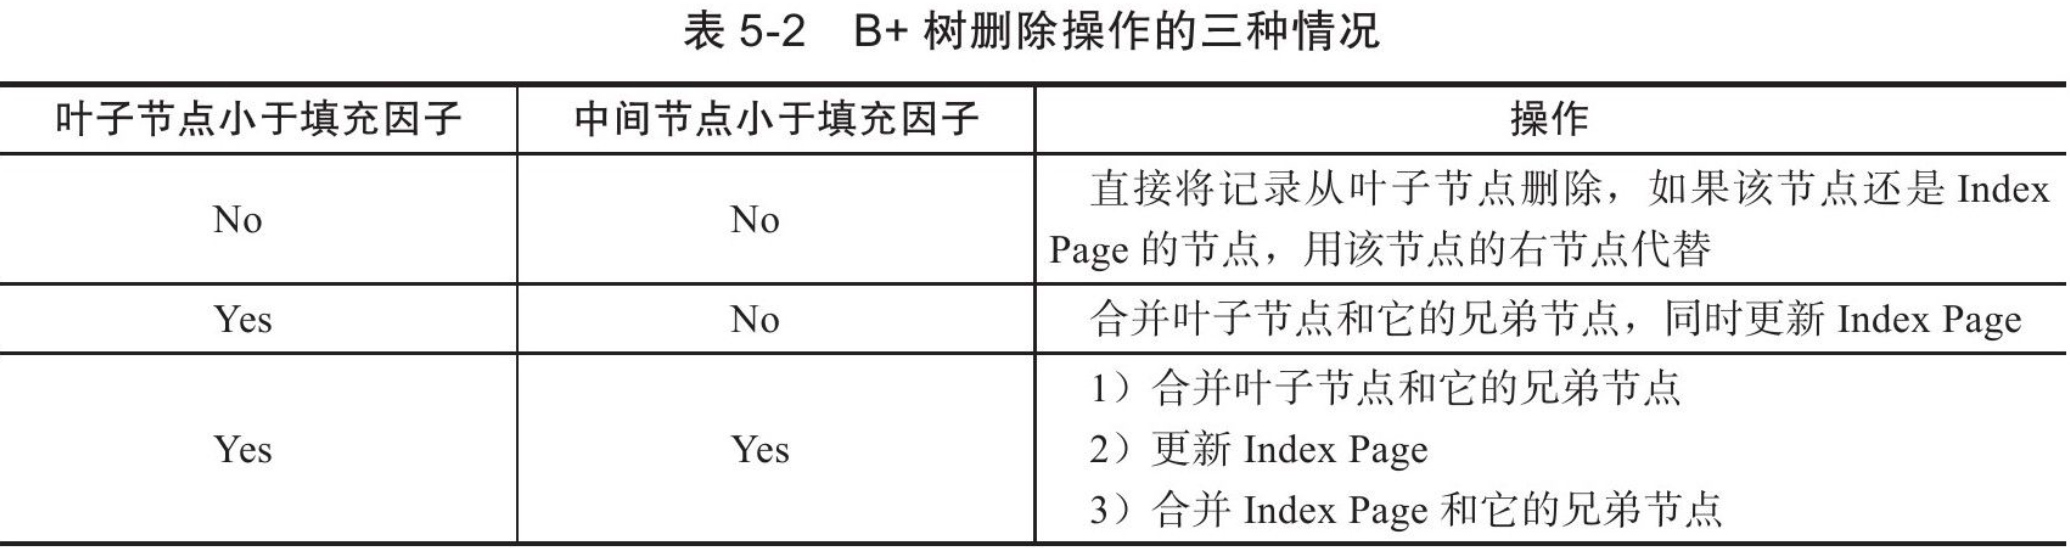 表 5-2 B+ 树删除操作的三种情况
叶子节点小于填充因子 中间节点小于填充因子 操作
No No 直接将记录从叶子节点删除，如果该节点还是 Index
Page 的节点，用该节点的右节点代替
Yes No 合并叶子节点和它的兄弟节点，同时更新 Index Page
1）合并叶子节点和它的兄弟节点
Yes Yes 2）更新 Index Page
3）合并 Index Page 和它的兄弟节点